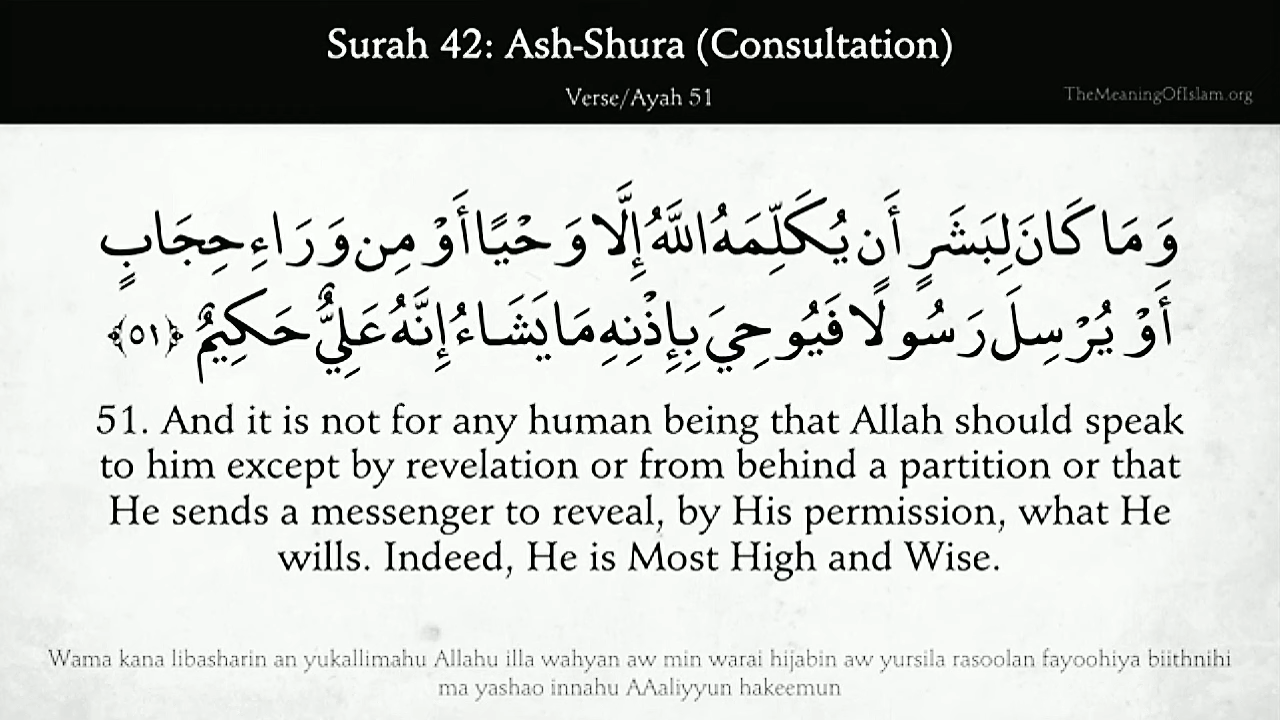 Surah 42: Ash-Shura (Consultation)
Verse/Ayah 51
TheMeaningOfIslam.org
وَمَا كَانَ لِبَشَرٍ أَن يُكَلِّمَهُ اللَّهُ إِلَّا وَحْيًا أَوْ مِن وَرَاءِ حِجَابٍ
أَوْ يُرْسِلَ رَسُولًا فَيُوحِيَ بِإِذْنِهِ مَا يَشَاءُ إِنَّهُ عَلِيٌّ حَكِيمٌ ﴿٥١﴾
51. And it is not for any human being that Allah should speak
to him except by revelation or from behind a partition or that
He sends a messenger to reveal, by His permission, what He
wills. Indeed, He is Most High and Wise.
Wama kana libasharin an yukallimahu Allahu illa wahyan aw min warai hijabin aw yursila rasoolan fayoohiya biithnihi
ma yashao innahu AAaliyyun hakeemun